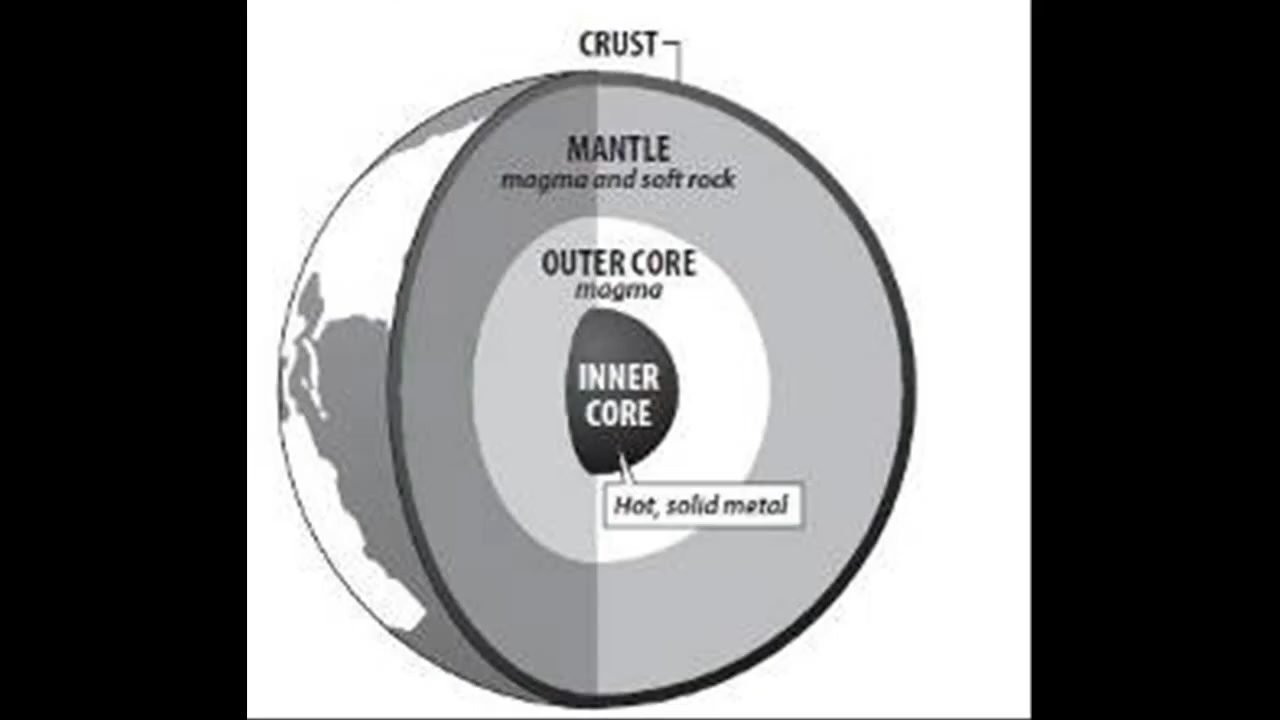 CRUST
MANTLE
magma and soft rock
OUTER CORE
magma
INNER
CORE
Hot, solid metal